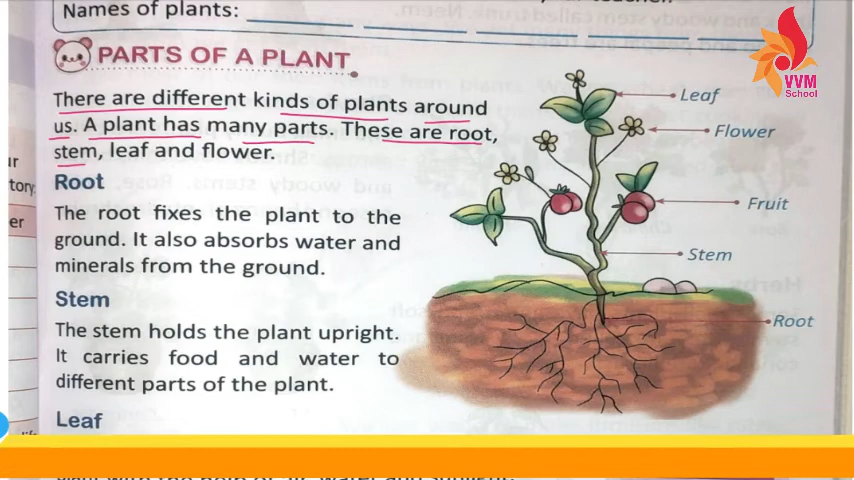 Names of plants:
PARTS OF A PLANT
There are different kinds of plants around
us. A plant has many parts. These are root,
stem, leaf and flower.
Root
The root fixes the plant to the
ground. It also absorbs water and
minerals from the ground.
Stem
The stem holds the plant upright.
It carries food and water to
different parts of the plant.
Leaf
Leaf
Flower
Fruit
Stem
Root
VVM
School
ur
tory
er